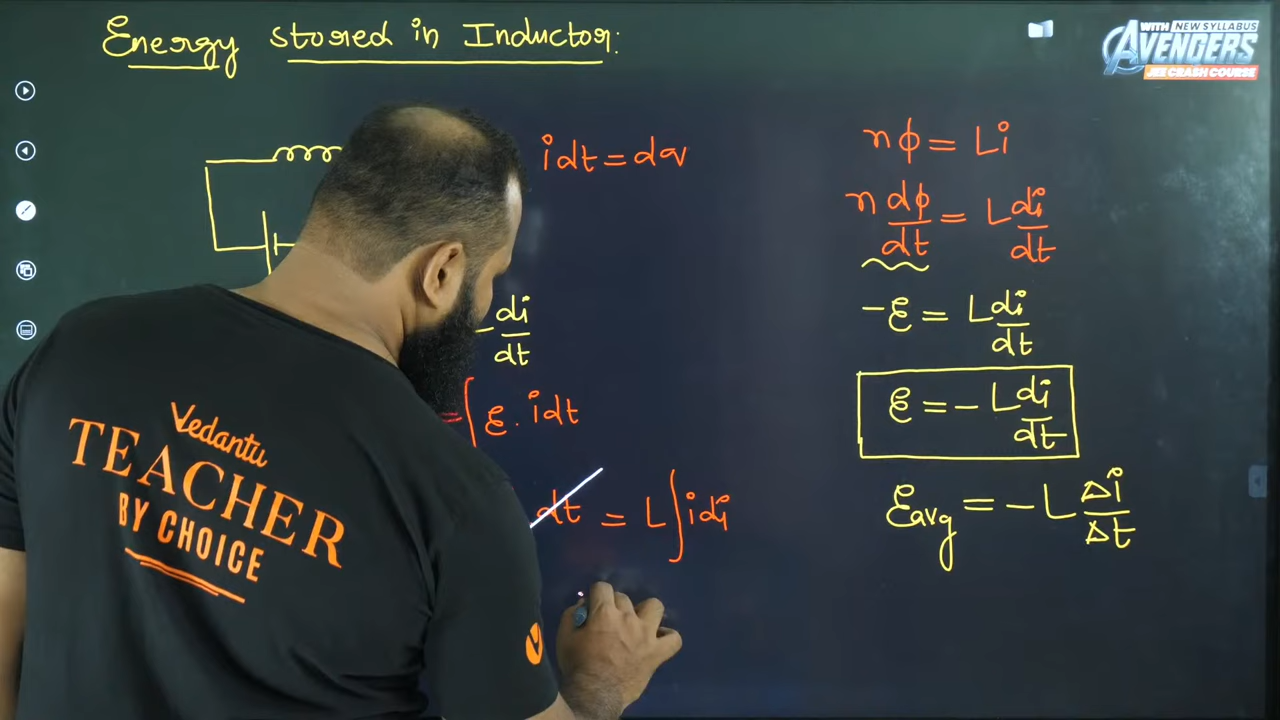 Energy stored in Inductor:
WITH NEW SYLLABUS
AVENGERS
JEE CRASH COURSE
idt = dq
- di/dt
= ∫ ε. idt
dt = L∫idi
nϕ = Li
n dϕ/dt = L di/dt
-ε = L di/dt
ε = - L di/dt
εavg = - L Δi/Δt
Vedantu
TEACHER
BY CHOICE